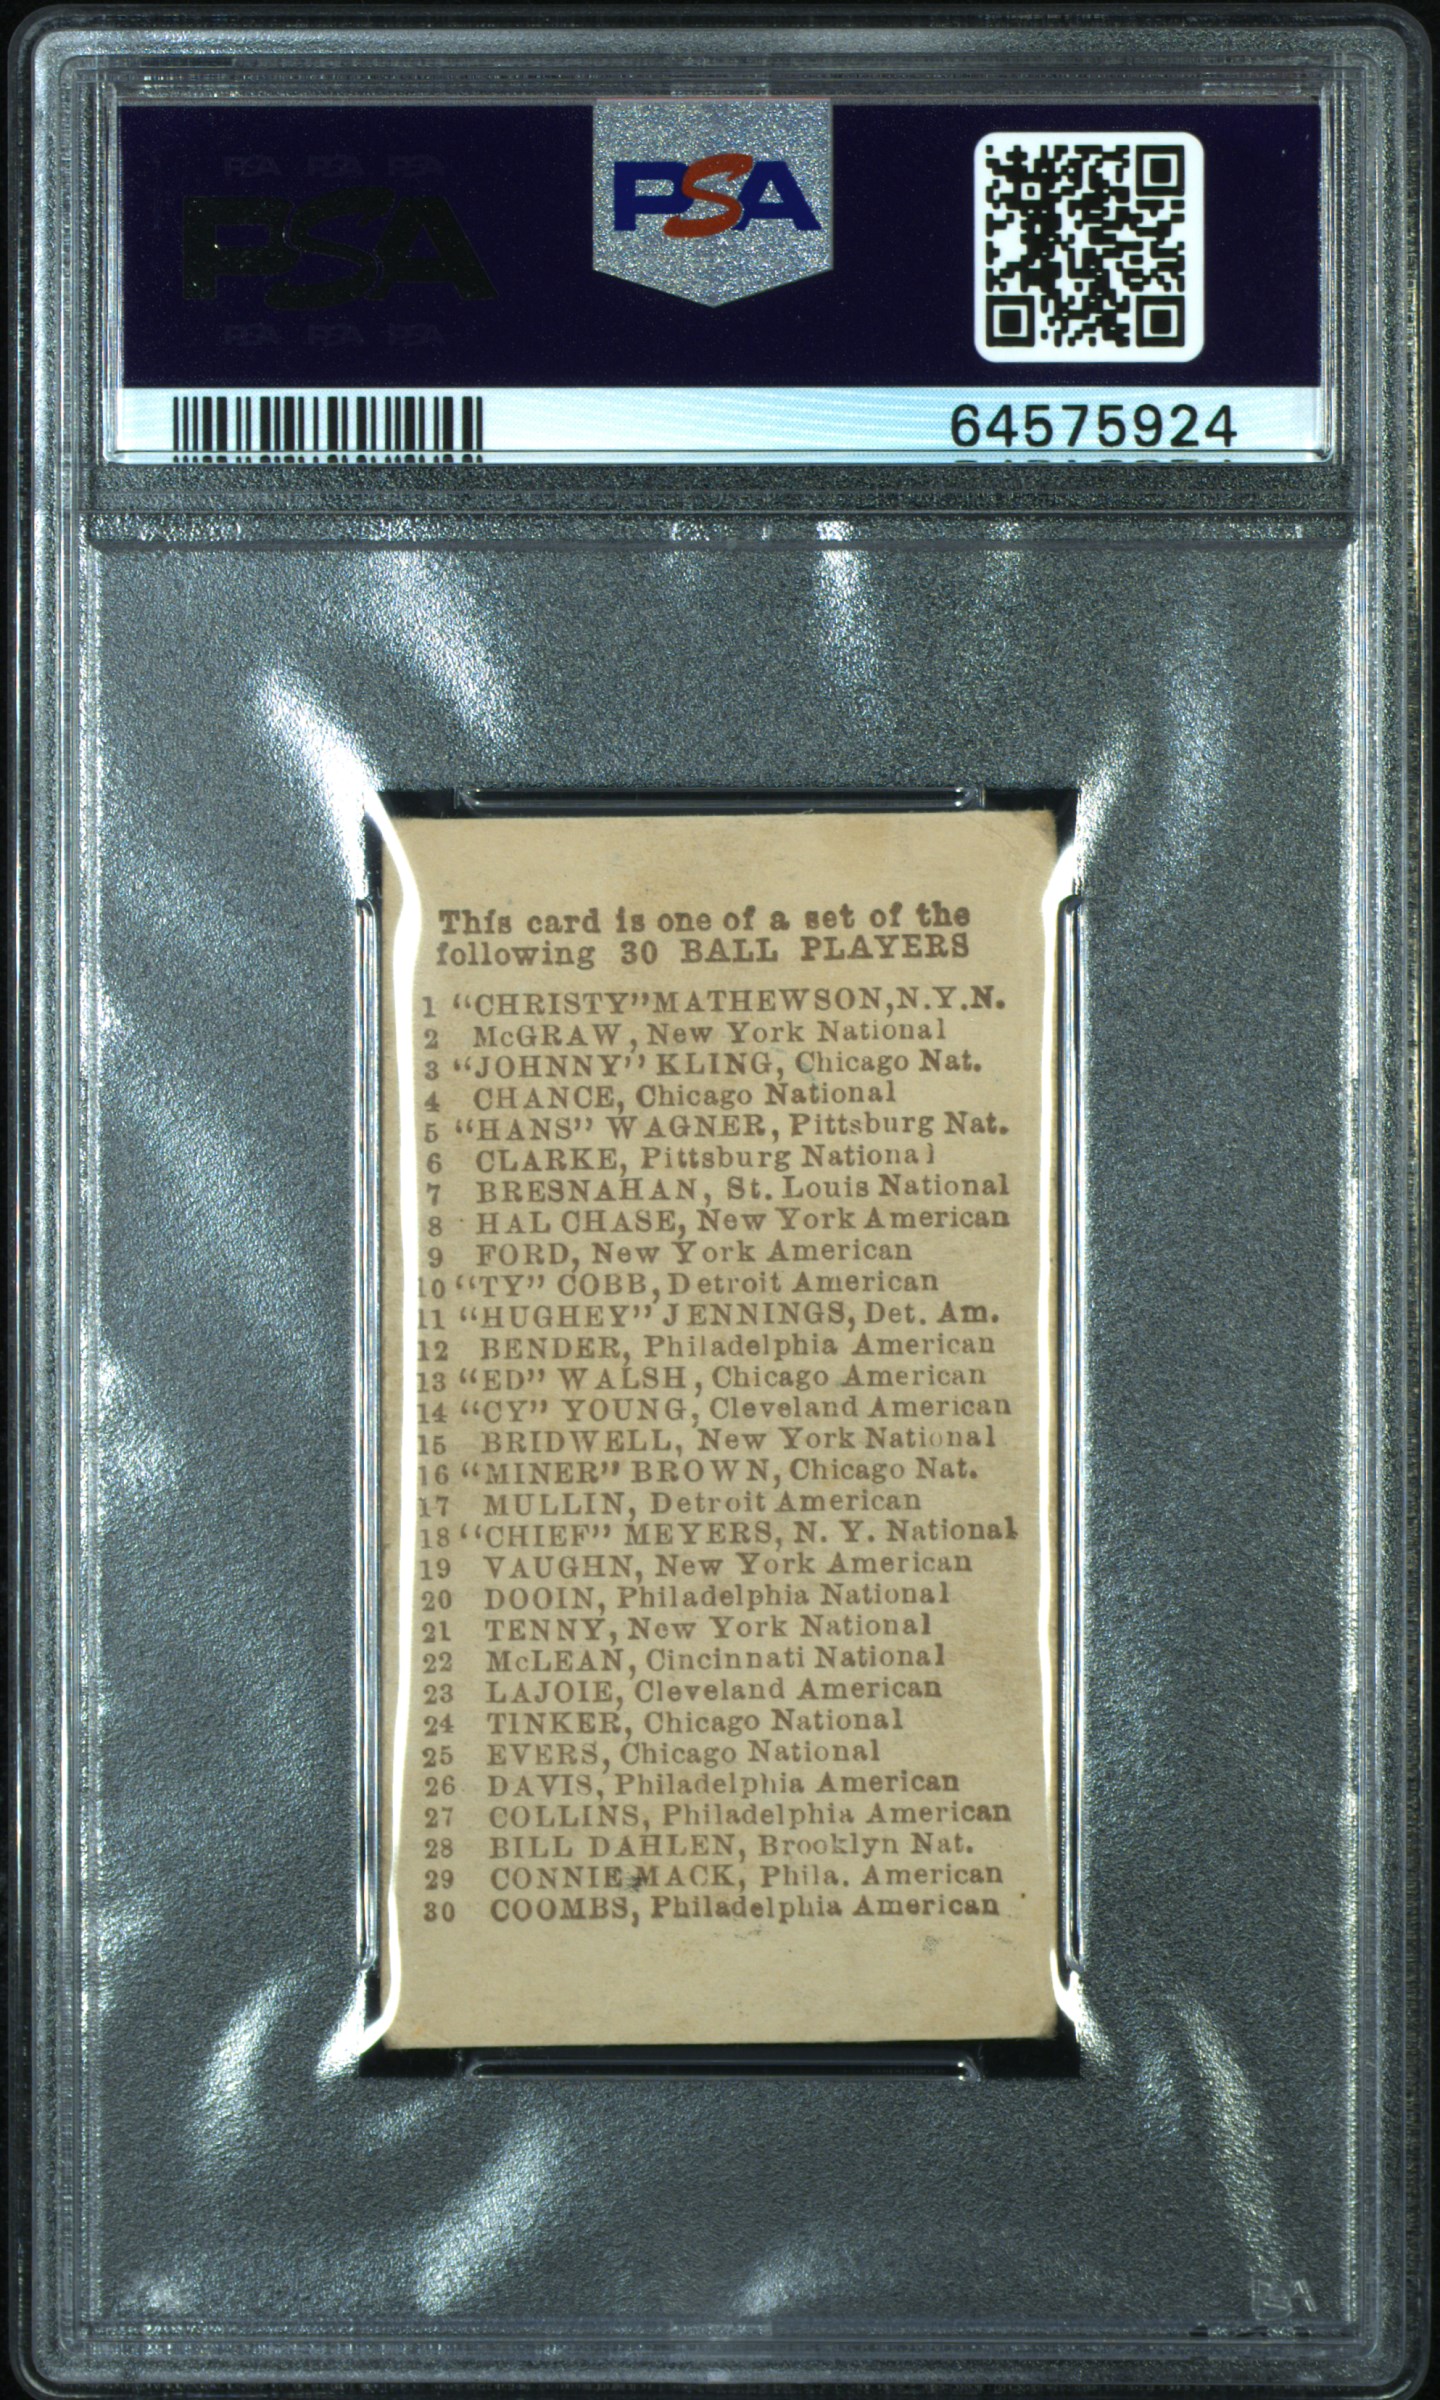 PSA PSA PSA
PSA
PSA PSA PSA
PSA
64575924
This card is one of a set of the
following 30 BALL PLAYERS
1 "CHRISTY" MATHEWSON, N.Y.N.
2 McGRAW, New York National
3 "JOHNNY" KLING, Chicago Nat.
4 CHANCE, Chicago National
5 "HANS" WAGNER, Pittsburg Nat.
6 CLARKE, Pittsburg National
7 BRESNAHAN, St. Louis National
8 HAL CHASE, New York American
9 FORD, New York American
10 "TY" COBB, Detroit American
11 "HUGHEY" JENNINGS, Det. Am.
12 BENDER, Philadelphia American
13 "ED" WALSH, Chicago American
14 "CY" YOUNG, Cleveland American
15 BRIDWELL, New York National
16 "MINER" BROWN, Chicago Nat.
17 MULLIN, Detroit American
18 "CHIEF" MEYERS, N. Y. National
19 VAUGHN, New York American
20 DOOIN, Philadelphia National
21 TENNY, New York National
22 McLEAN, Cincinnati National
23 LAJOIE, Cleveland American
24 TINKER, Chicago National
25 EVERS, Chicago National
26 DAVIS, Philadelphia American
27 COLLINS, Philadelphia American
28 BILL DAHLEN, Brooklyn Nat.
29 CONNIE MACK, Phila. American
30 COOMBS, Philadelphia American